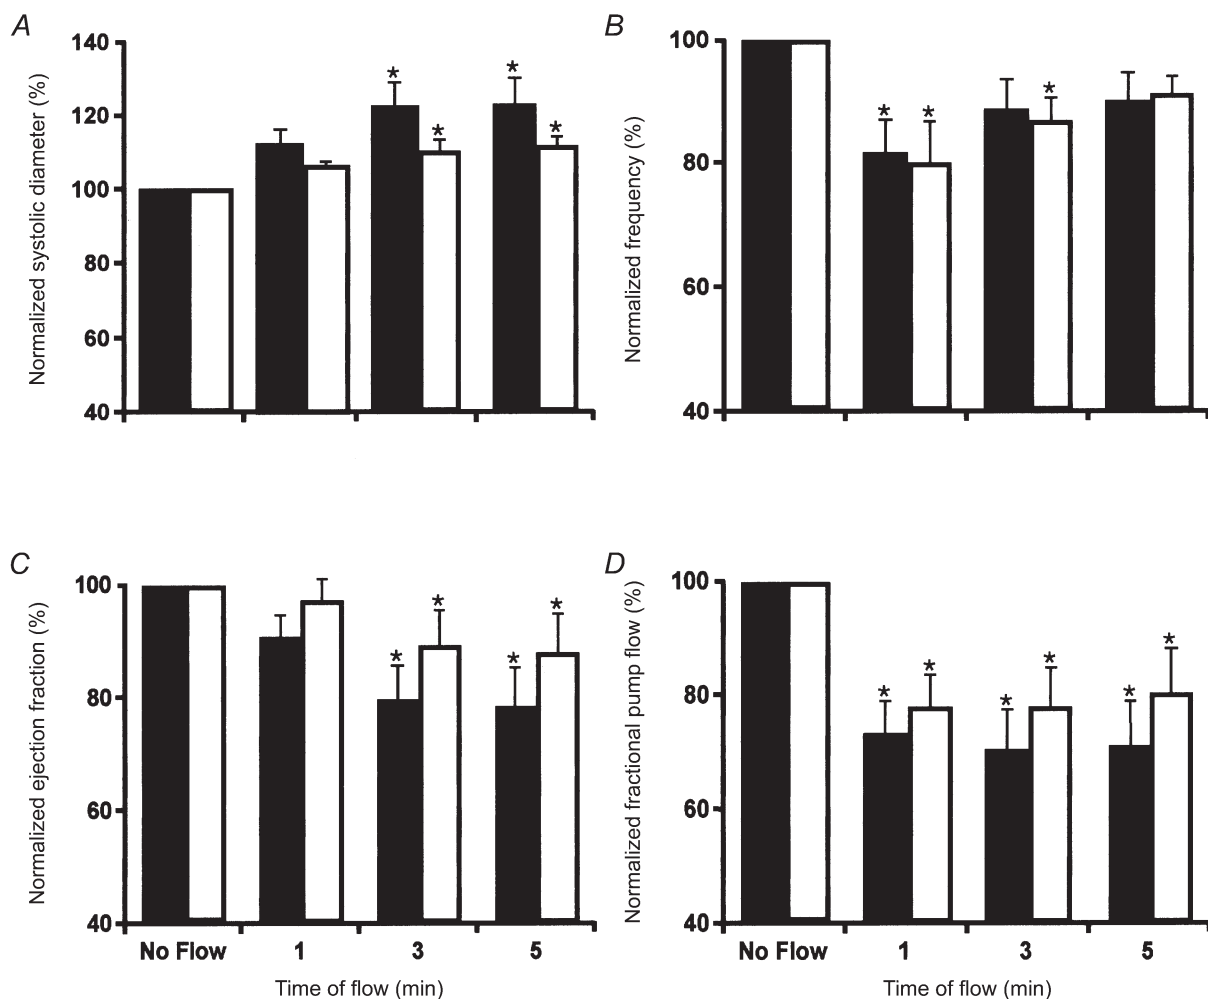 A
Normalized systolic diameter (%)
140
120
100
80
60
40
* * * *
B
Normalized frequency (%)
100
80
60
40
* * *
C
Normalized ejection fraction (%)
100
80
60
40
* * * *
No Flow 1 3 5
Time of flow (min)
D
Normalized fractional pump flow (%)
100
80
60
40
* * * * * *
No Flow 1 3 5
Time of flow (min)